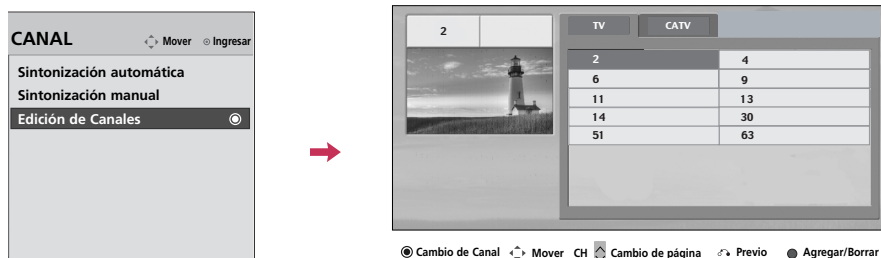 CANAL
Mover Ingresar
Sintonización automática
Sintonización manual
Edición de Canales
2
TV CATV
2 4
6 9
11 13
14 30
51 63
Cambio de Canal Mover CH Cambio de página Previo Agregar/Borrar